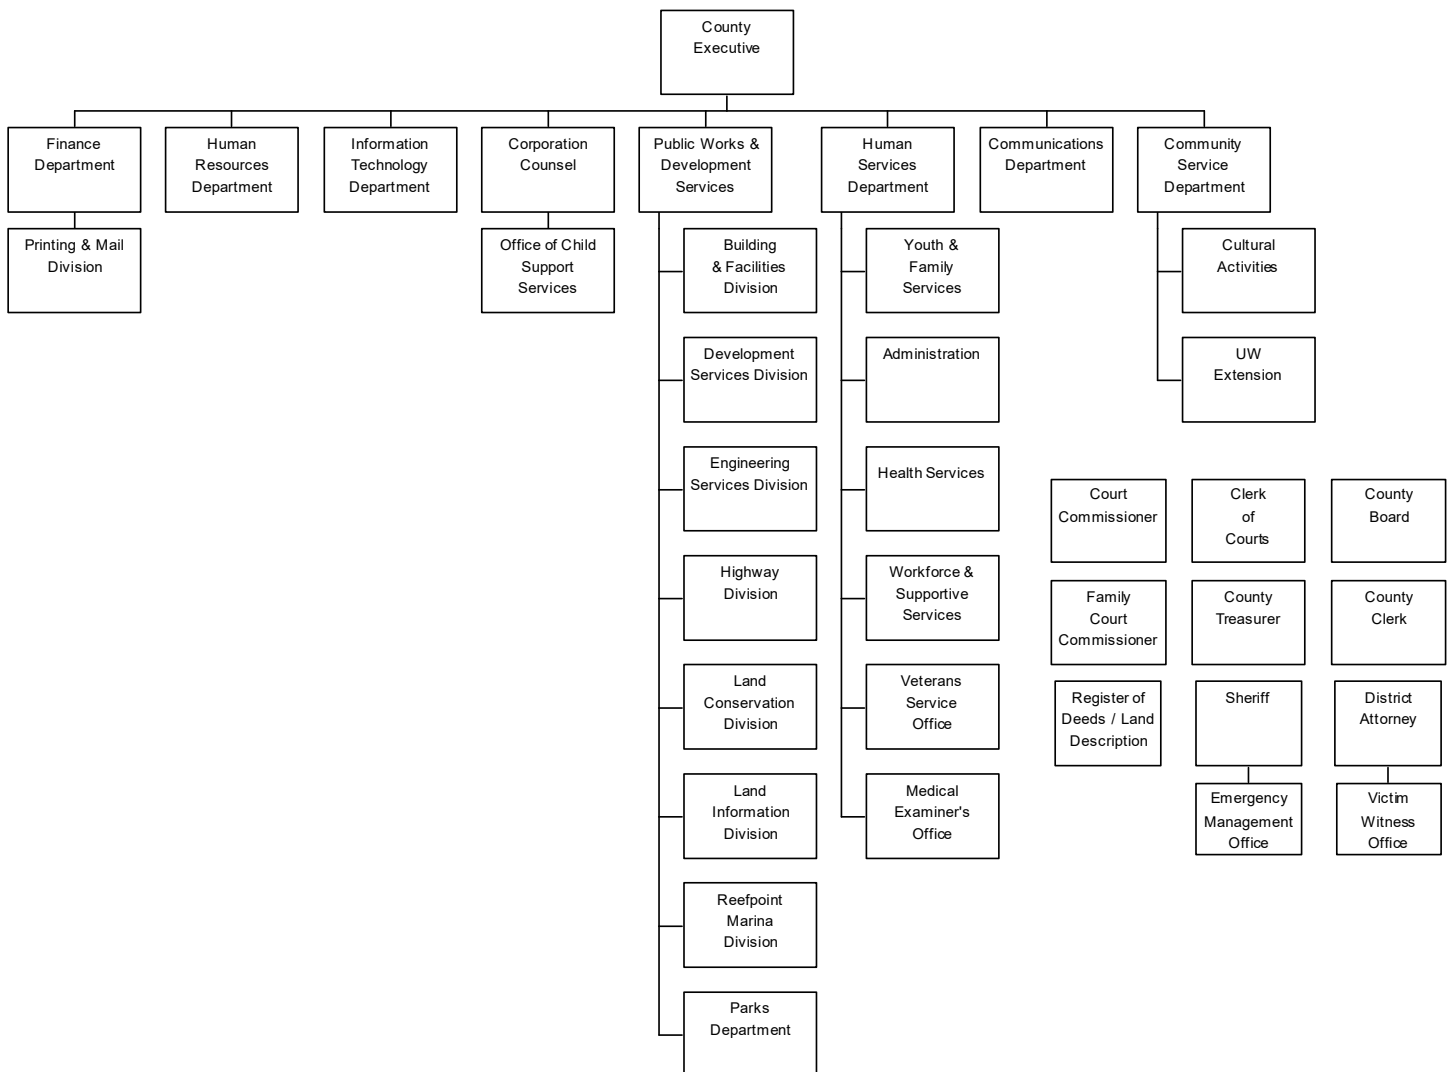 County
Executive
Finance
Department
Human
Resources
Department
Information
Technology
Department
Corporation
Counsel
Public Works &
Development
Services
Human
Services
Department
Communications
Department
Community
Service
Department
Printing & Mail
Division
Office of Child
Support
Services
Building
& Facilities
Division
Youth &
Family
Services
Cultural
Activities
Development
Services Division
Administration
UW
Extension
Engineering
Services Division
Health Services
Court
Commissioner
Clerk
of
Courts
County
Board
Highway
Division
Workforce &
Supportive
Services
Family
Court
Commissioner
County
Treasurer
County
Clerk
Land
Conservation
Division
Veterans
Service
Office
Register of
Deeds / Land
Description
Sheriff
District
Attorney
Land
Information
Division
Medical
Examiner's
Office
Emergency
Management
Office
Victim
Witness
Office
Reefpoint
Marina
Division
Parks
Department